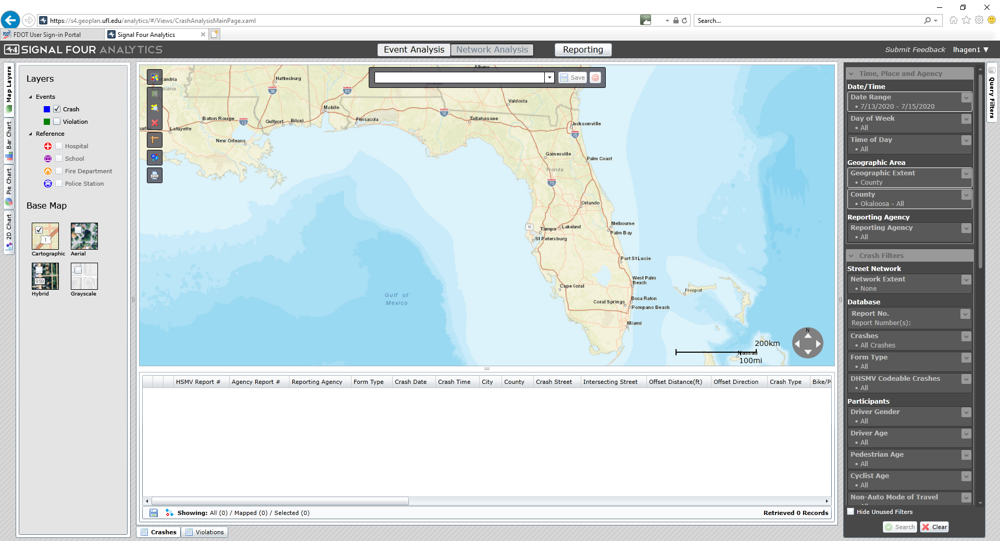 https://s4.geoplan.ufl.edu/analytics/#/Views/CrashAnalysisMainPage.xaml
Search...
FDOT User Sign-in Portal
Signal Four Analytics
4 SIGNAL FOUR ANALYTICS
Event Analysis
Network Analysis
Reporting
Submit Feedback
lhagen1 ▼
Map Layers
Bar Chart
Pie Chart
2D Chart
Layers
Events
Crash
Violation
Reference
Hospital
School
Fire Department
Police Station
Base Map
Cartographic
Aerial
959
Hybrid
Grayscale
Albany
Hattiesburg
Save
Valdosta
Mobile
Baton Rouge
Gulfport
Biloxi
Pensacola
Tallahassee
Jacksonville
Lafayette
New Orleans
Gainesville
Palm Coast
Florida
Orlando
Tampa
Lakeland
Melbourne
Palm Bay
St Petersburg
Port St Lucie
West Palm
Beach
Cape Coral
Freeport
Boca Raton
Coral Springs
Pompano Beach
Gulf of
Mexico
Miami
N
200km
Nassau
100mi
HSMV Report #
Agency Report #
Reporting Agency
Form Type
Crash Date
Crash Time
City
County
Crash Street
Intersecting Street
Offset Distance(ft)
Offset Direction
Crash Type
Bike/P
Showing: All (0) / Mapped (0) / Selected (0)
Retrieved 0 Records
Crashes
Violations
Query Filters
Time, Place and Agency
Date/Time
Date Range
• 7/13/2020 - 7/15/2020
Day of Week
• All
Time of Day
• All
Geographic Area
Geographic Extent
• County
County
• Okaloosa - All
Reporting Agency
Reporting Agency
• All
Crash Filters
Street Network
Network Extent
• None
Database
Report No.
Report Number(s):
Crashes
• All Crashes
Form Type
• All
DHSMV Codeable Crashes
• All
Participants
Driver Gender
• All
Driver Age
• All
Pedestrian Age
• All
Cyclist Age
• All
Non-Auto Mode of Travel
Hide Unused Filters
Search
Clear